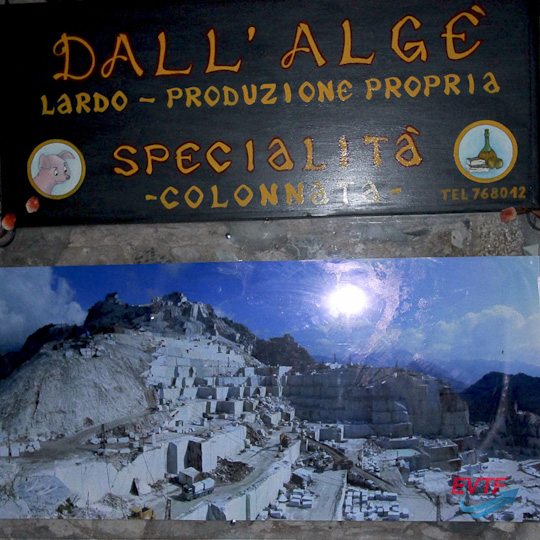 DALL' ALGÈ
LARDO - PRODUZIONE PROPRIA
SPECIALITÀ
-COLONNATA-
TEL 768042
EVTF